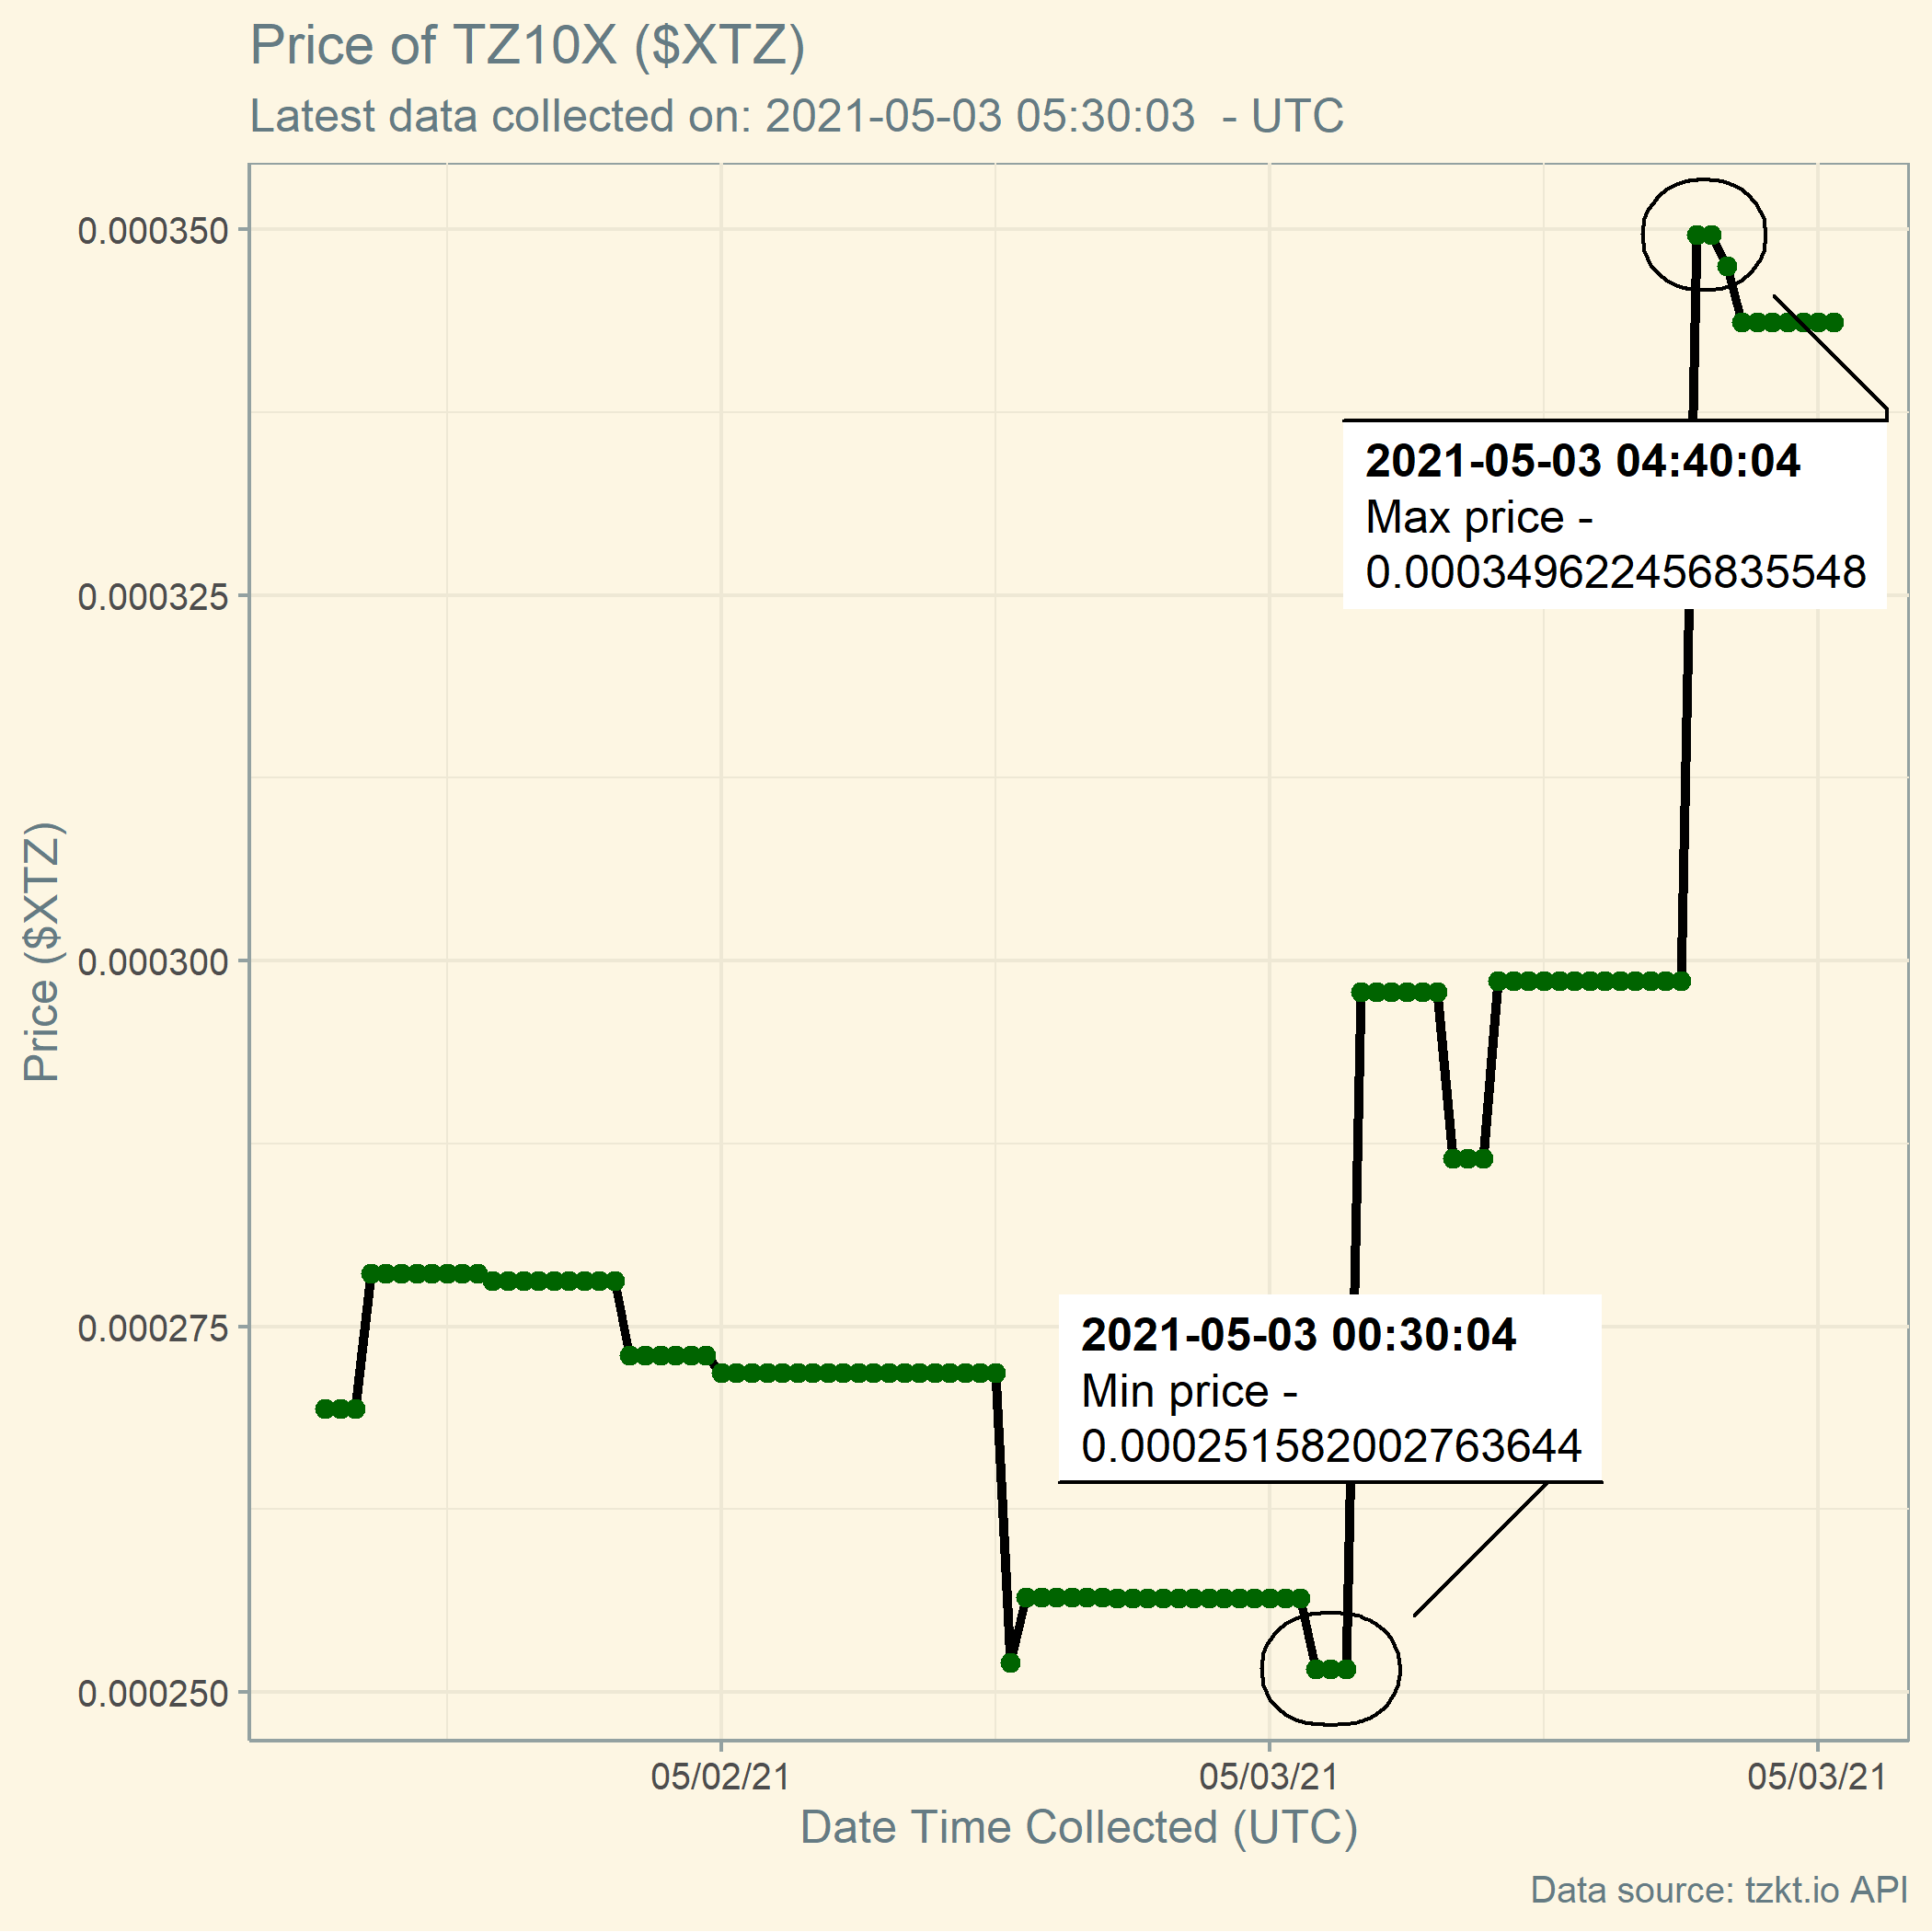 Price of TZ10X ($XTZ)
Latest data collected on: 2021-05-03 05:30:03  - UTC
0.000350
0.000325
0.000300
0.000275
0.000250
Price ($XTZ)
2021-05-03 04:40:04
Max price -
0.000349622456835548
2021-05-03 00:30:04
Min price -
0.000251582002763644
05/02/21
05/03/21
05/03/21
Date Time Collected (UTC)
Data source: tzkt.io API